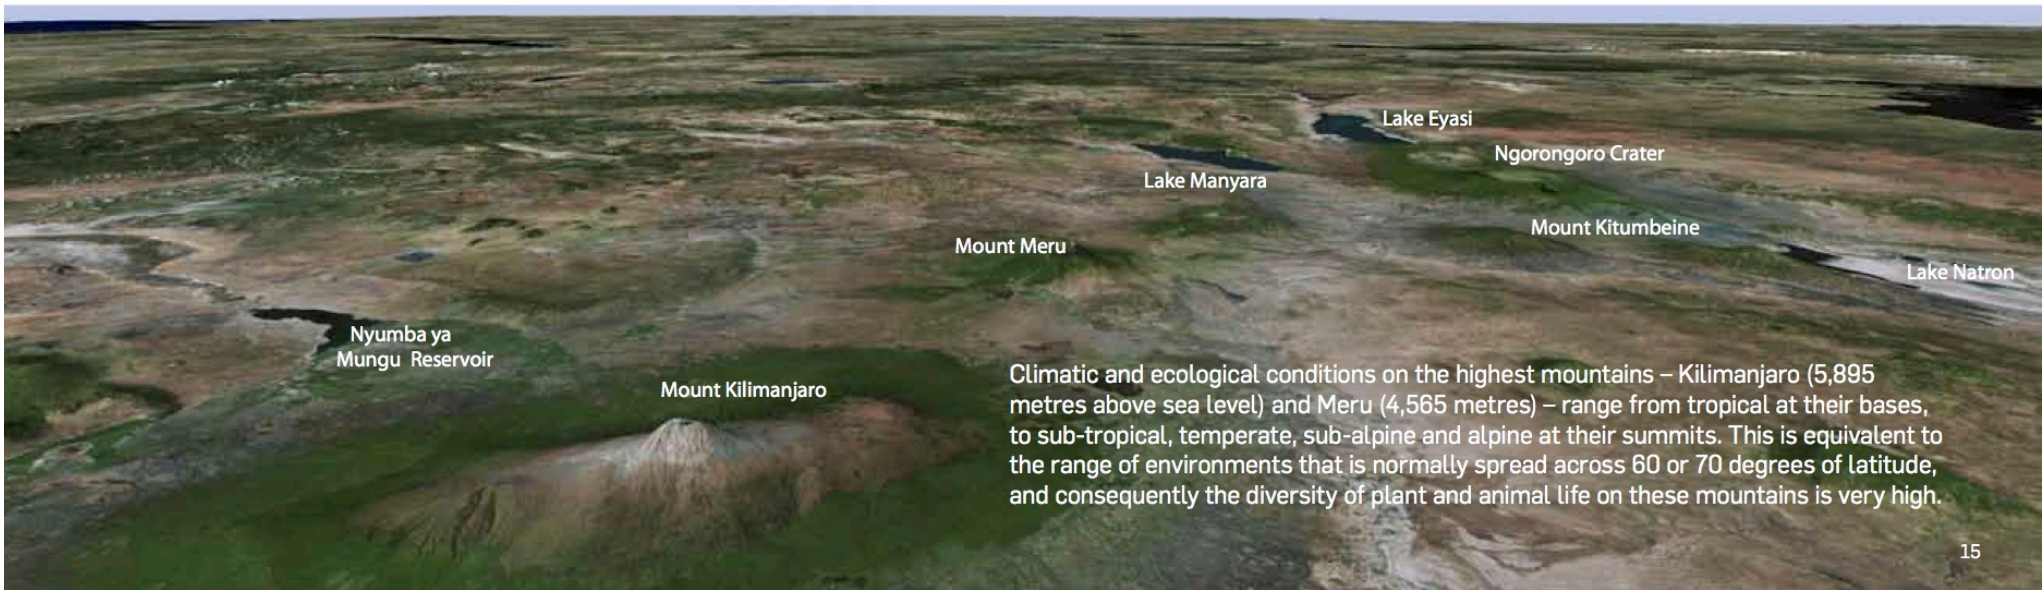 Lake Eyasi
Ngorongoro Crater
Lake Manyara
Mount Kitumbeine
Mount Meru
Lake Natron
Nyumba ya
Mungu Reservoir
Mount Kilimanjaro
Climatic and ecological conditions on the highest mountains – Kilimanjaro (5,895
metres above sea level) and Meru (4,565 metres) – range from tropical at their bases,
to sub-tropical, temperate, sub-alpine and alpine at their summits. This is equivalent to
the range of environments that is normally spread across 60 or 70 degrees of latitude,
and consequently the diversity of plant and animal life on these mountains is very high.
15